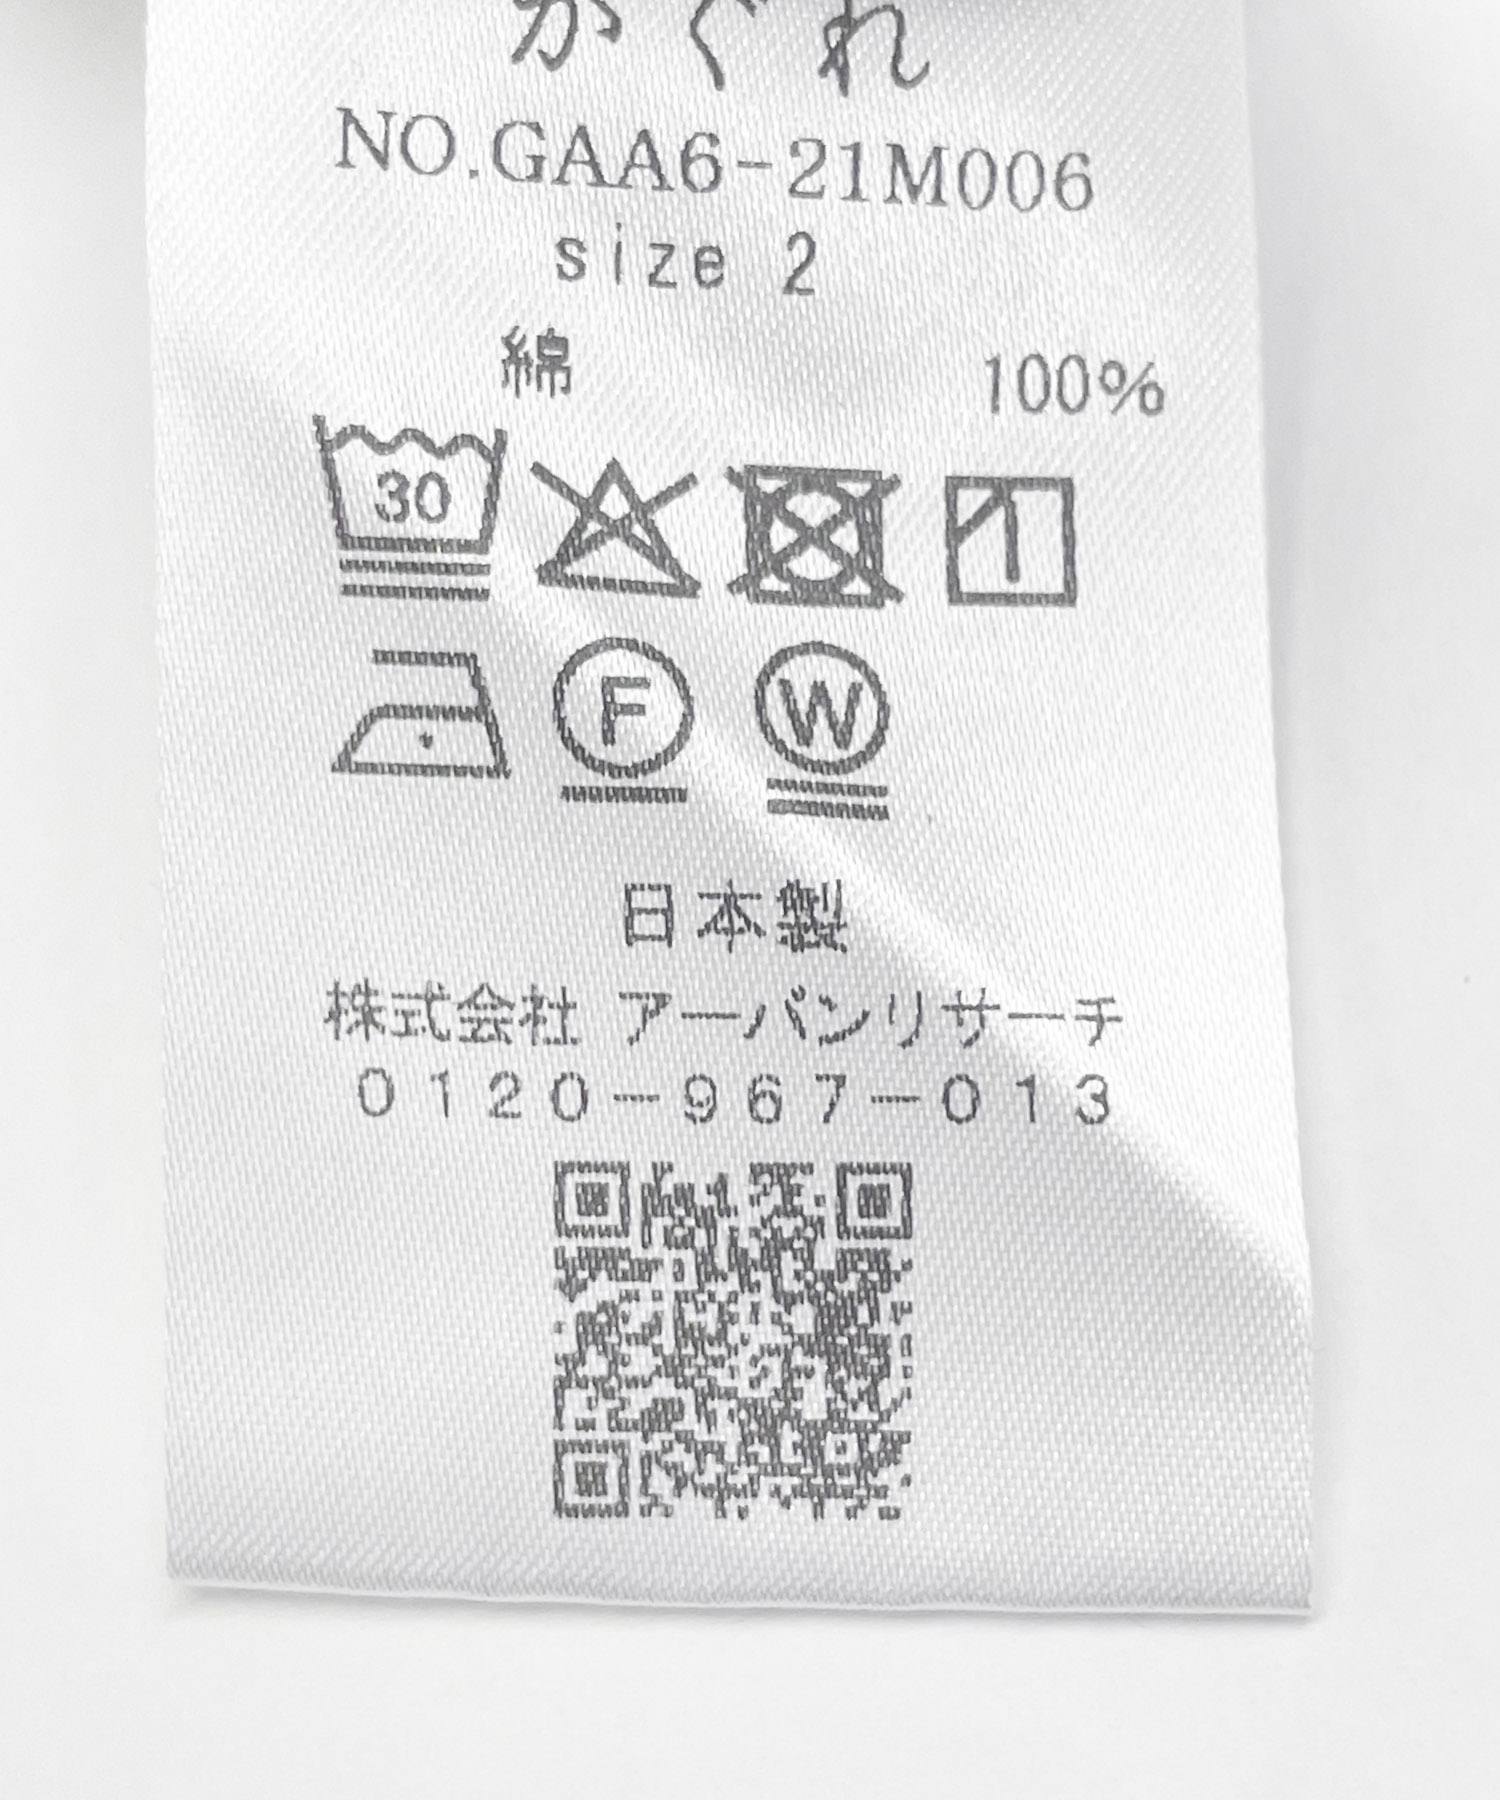 かぐれ
NO.GAA6-21M006
size 2
綿 100%
30
F W
日本製
株式会社 アーバンリサーチ
0120-967-013